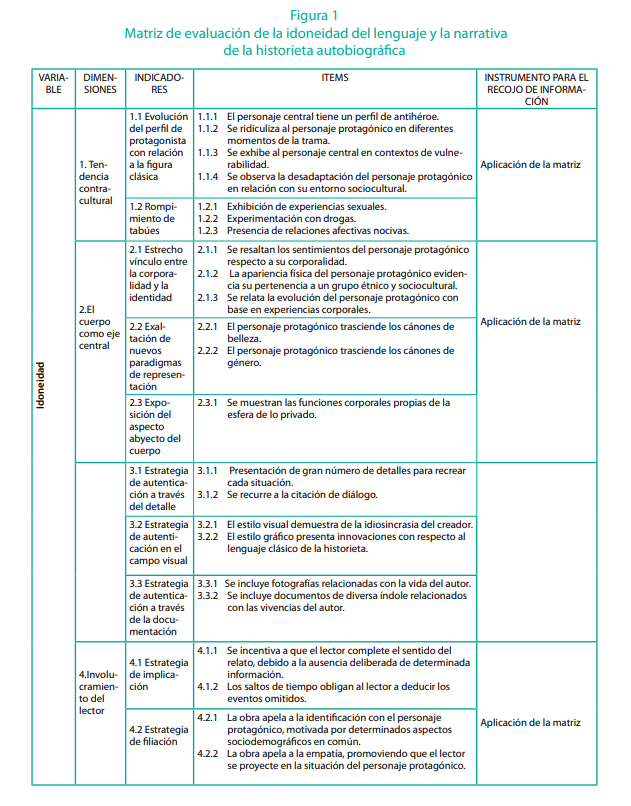 Figura 1
Matriz de evaluación de la idoneidad del lenguaje y la narrativa
de la historieta autobiográfica
VARIA-
BLE
DIMEN-
SIONES
INDICADO-
RES
ITEMS
INSTRUMENTO PARA EL
RECOJO DE INFORMA-
CIÓN
Idoneidad
1. Ten-
dencia
contra-
cultural
1.1 Evolución
del perfil de
protagonista
con relación
a la figura
clásica
1.1.1 El personaje central tiene un perfil de antihéroe.
1.1.2 Se ridiculiza al personaje protagónico en diferentes
momentos de la trama.
1.1.3 Se exhibe al personaje central en contextos de vulne-
rabilidad.
1.1.4 Se observa la desadaptación del personaje protagónico
en relación con su entorno sociocultural.
Aplicación de la matriz
1.2 Rompi-
miento de
tabúes
1.2.1 Exhibición de experiencias sexuales.
1.2.2 Experimentación con drogas.
1.2.3 Presencia de relaciones afectivas nocivas.
2.El
cuerpo
como eje
central
2.1 Estrecho
vínculo entre
la corpora-
lidad y la
identidad
2.1.1 Se resaltan los sentimientos del personaje protagónico
respecto a su corporalidad.
2.1.2 La apariencia física del personaje protagónico eviden-
cia su pertenencia a un grupo étnico y sociocultural.
2.1.3 Se relata la evolución del personaje protagónico con
base en experiencias corporales.
Aplicación de la matriz
2.2 Exal-
tación de
nuevos
paradigmas
de represen-
tación
2.2.1 El personaje protagónico trasciende los cánones de
belleza.
2.2.2 El personaje protagónico trasciende los cánones de
género.
2.3 Expo-
sición del
aspecto
abyecto del
cuerpo
2.3.1 Se muestran las funciones corporales propias de la
esfera de lo privado.
3.1 Estrategia
de autentica-
ción a través
del detalle
3.1.1 Presentación de gran número de detalles para recrear
cada situación.
3.1.2 Se recurre a la citación de diálogo.
3.2 Estrategia
de autenti-
cación en el
campo visual
3.2.1 El estilo visual demuestra de la idiosincrasia del creador.
3.2.2 El estilo gráfico presenta innovaciones con respecto al
lenguaje clásico de la historieta.
3.3 Estrategia
de autentica-
ción a través
de la docu-
mentación
3.3.1 Se incluye fotografías relacionadas con la vida del autor.
3.3.2 Se incluye documentos de diversa índole relacionados
con las vivencias del autor.
4.Involu-
cramien-
to del
lector
4.1 Estrategia
de implica-
ción
4.1.1 Se incentiva a que el lector complete el sentido del
relato, debido a la ausencia deliberada de determinada
información.
4.1.2 Los saltos de tiempo obligan al lector a deducir los
eventos omitidos.
Aplicación de la matriz
4.2 Estrategia
de filiación
4.2.1 La obra apela a la identificación con el personaje
protagónico, motivada por determinados aspectos
sociodemográficos en común.
4.2.2 La obra apela a la empatía, promoviendo que el lector
se proyecte en la situación del personaje protagónico.